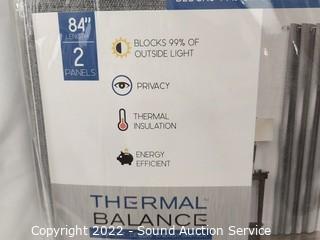 84"
LENGTH
2
PANELS
BLOCKS 99% OF
OUTSIDE LIGHT
PRIVACY
THERMAL
INSULATION
ENERGY
EFFICIENT
THERMAL
BALANCE
Copyright 2022 - Sound Auction Service